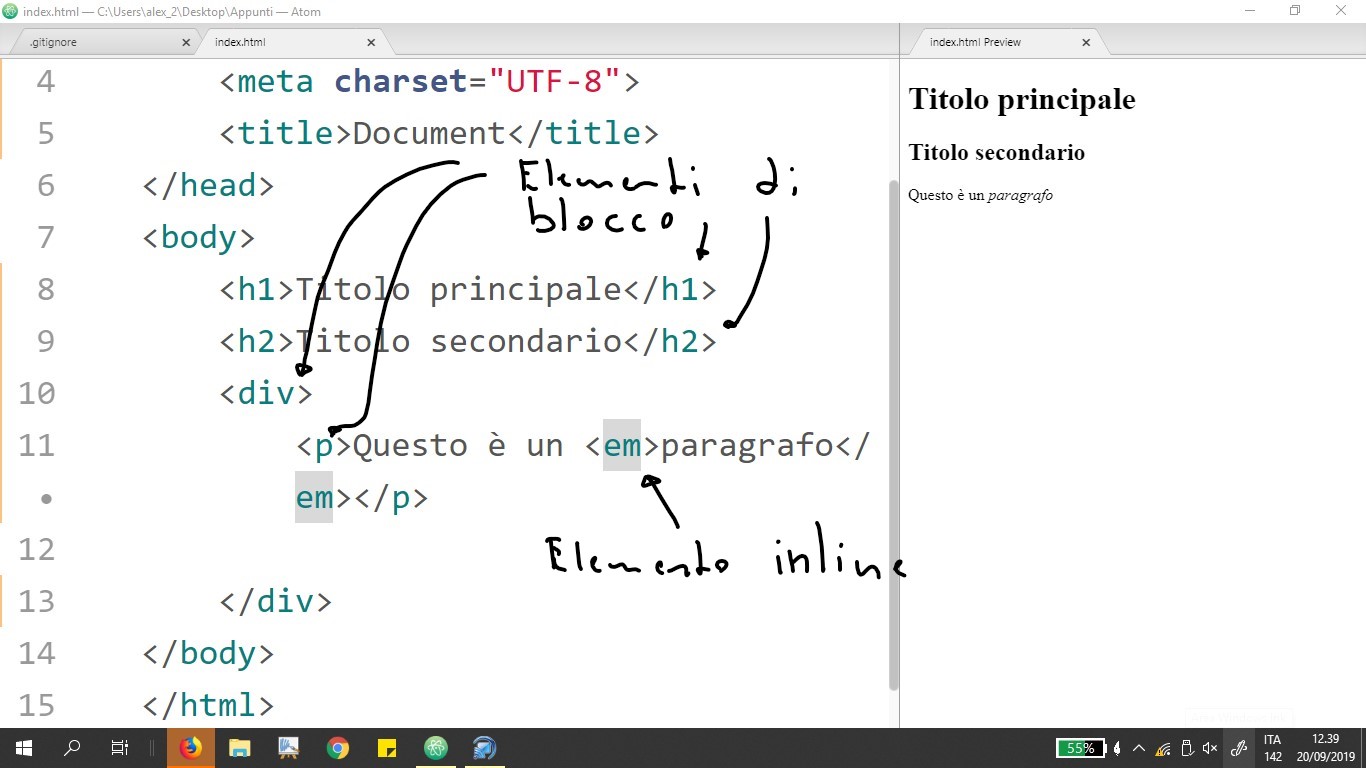 index.html — C:\Users\alex_2\Desktop\Appunti — Atom
.gitignore
index.html
index.html Preview
4 <meta charset="UTF-8">
5 <title>Document</title>
6 </head>
7 <body>
8 <h1>Titolo principale</h1>
9 <h2>Titolo secondario</h2>
10 <div>
11 <p>Questo è un <em>paragrafo</
• em></p>
12
13 </div>
14 </body>
15 </html>
Elementi di
blocco
Elemento inline
Titolo principale
Titolo secondario
Questo è un paragrafo
55%
ITA
142
12.39
20/09/2019